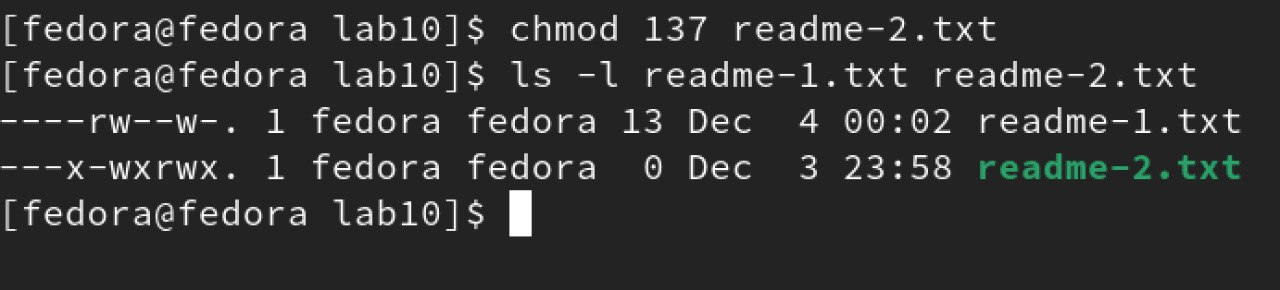 [fedora@fedora lab10]$ chmod 137 readme-2.txt
[fedora@fedora lab10]$ ls -l readme-1.txt readme-2.txt
----rw--w-. 1 fedora fedora 13 Dec  4 00:02 readme-1.txt
---x-wxrwx. 1 fedora fedora  0 Dec  3 23:58 readme-2.txt
[fedora@fedora lab10]$